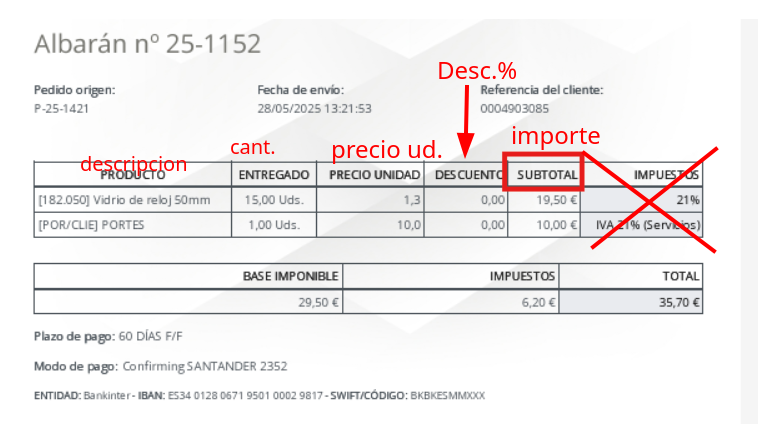 Albarán nº 25-1152
Desc.%
Pedido origen: Fecha de envío: Referencia del cliente:
P-25-1421 28/05/2025 13:21:53 0004903085
descripcion cant. precio ud. importe
PRODUCTO ENTREGADO PRECIO UNIDAD DESCUENTO SUBTOTAL IMPUESTOS
[182.050] Vidrio de reloj 50mm 15,00 Uds. 1,3 0,00 19,50 € 21%
[POR/CLIE] PORTES 1,00 Uds. 10,0 0,00 10,00 € IVA 21% (Servicios)
BASE IMPONIBLE IMPUESTOS TOTAL
29,50 € 6,20 € 35,70 €
Plazo de pago: 60 DÍAS F/F
Modo de pago: Confirming SANTANDER 2352
ENTIDAD: Bankinter - IBAN: ES34 0128 0671 9501 0002 9817 - SWIFT/CÓDIGO: BKBKESMMXXX